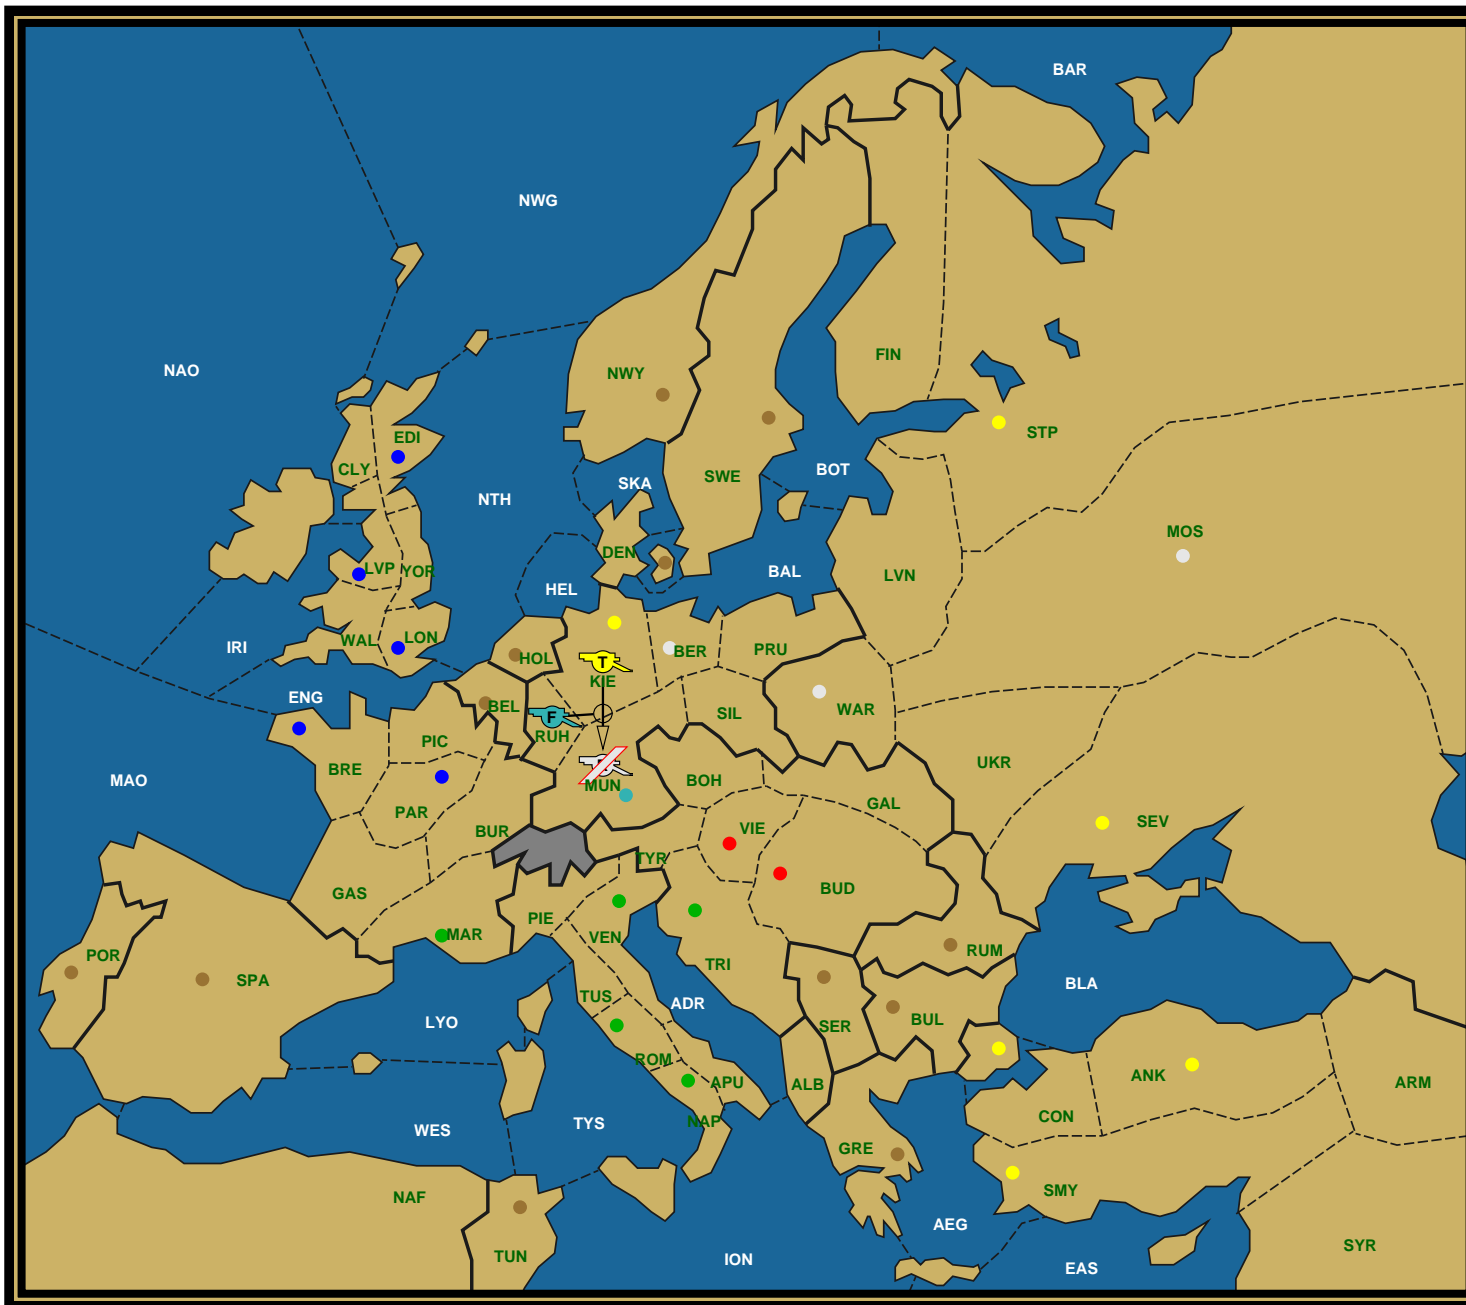 BAR
NWG
NAO
FIN
NWY
EDI
STP
CLY
SKA
BOT
SWE
NTH
MOS
DEN
LVP
YOR
BAL
LVN
HEL
WAL
LON
IRI
BER
PRU
HOL
T
KIE
ENG
BEL
SIL
WAR
F
RUH
PIC
UKR
BRE
MAO
MUN
BOH
GAL
PAR
SEV
BUR
VIE
TYR
BUD
GAS
PIE
MAR
VEN
RUM
POR
SPA
TRI
BLA
TUS
ADR
LYO
BUL
SER
ROM
ANK
ALB
APU
ARM
CON
NAP
WES
TYS
GRE
NAF
SMY
AEG
SYR
TUN
ION
EAS